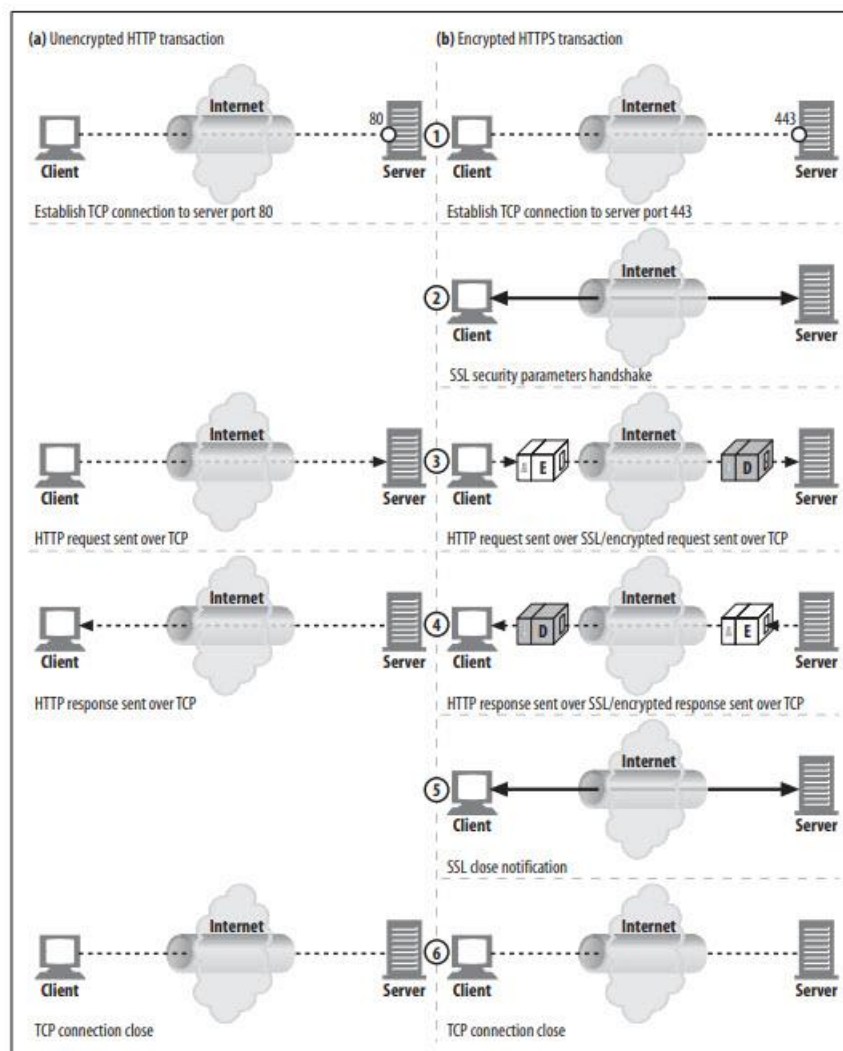 (a) Unencrypted HTTP transaction
Internet
80
Client
Server
Establish TCP connection to server port 80
(b) Encrypted HTTPS transaction
1
Internet
443
Client
Server
Establish TCP connection to server port 443
2
Internet
Client
Server
SSL security parameters handshake
Internet
Client
Server
HTTP request sent over TCP
3
Internet
E
D
Client
Server
HTTP request sent over SSL/encrypted request sent over TCP
Internet
Client
Server
HTTP response sent over TCP
4
Internet
D
E
Client
Server
HTTP response sent over SSL/encrypted response sent over TCP
5
Internet
Client
Server
SSL close notification
Internet
Client
Server
TCP connection close
6
Internet
Client
Server
TCP connection close